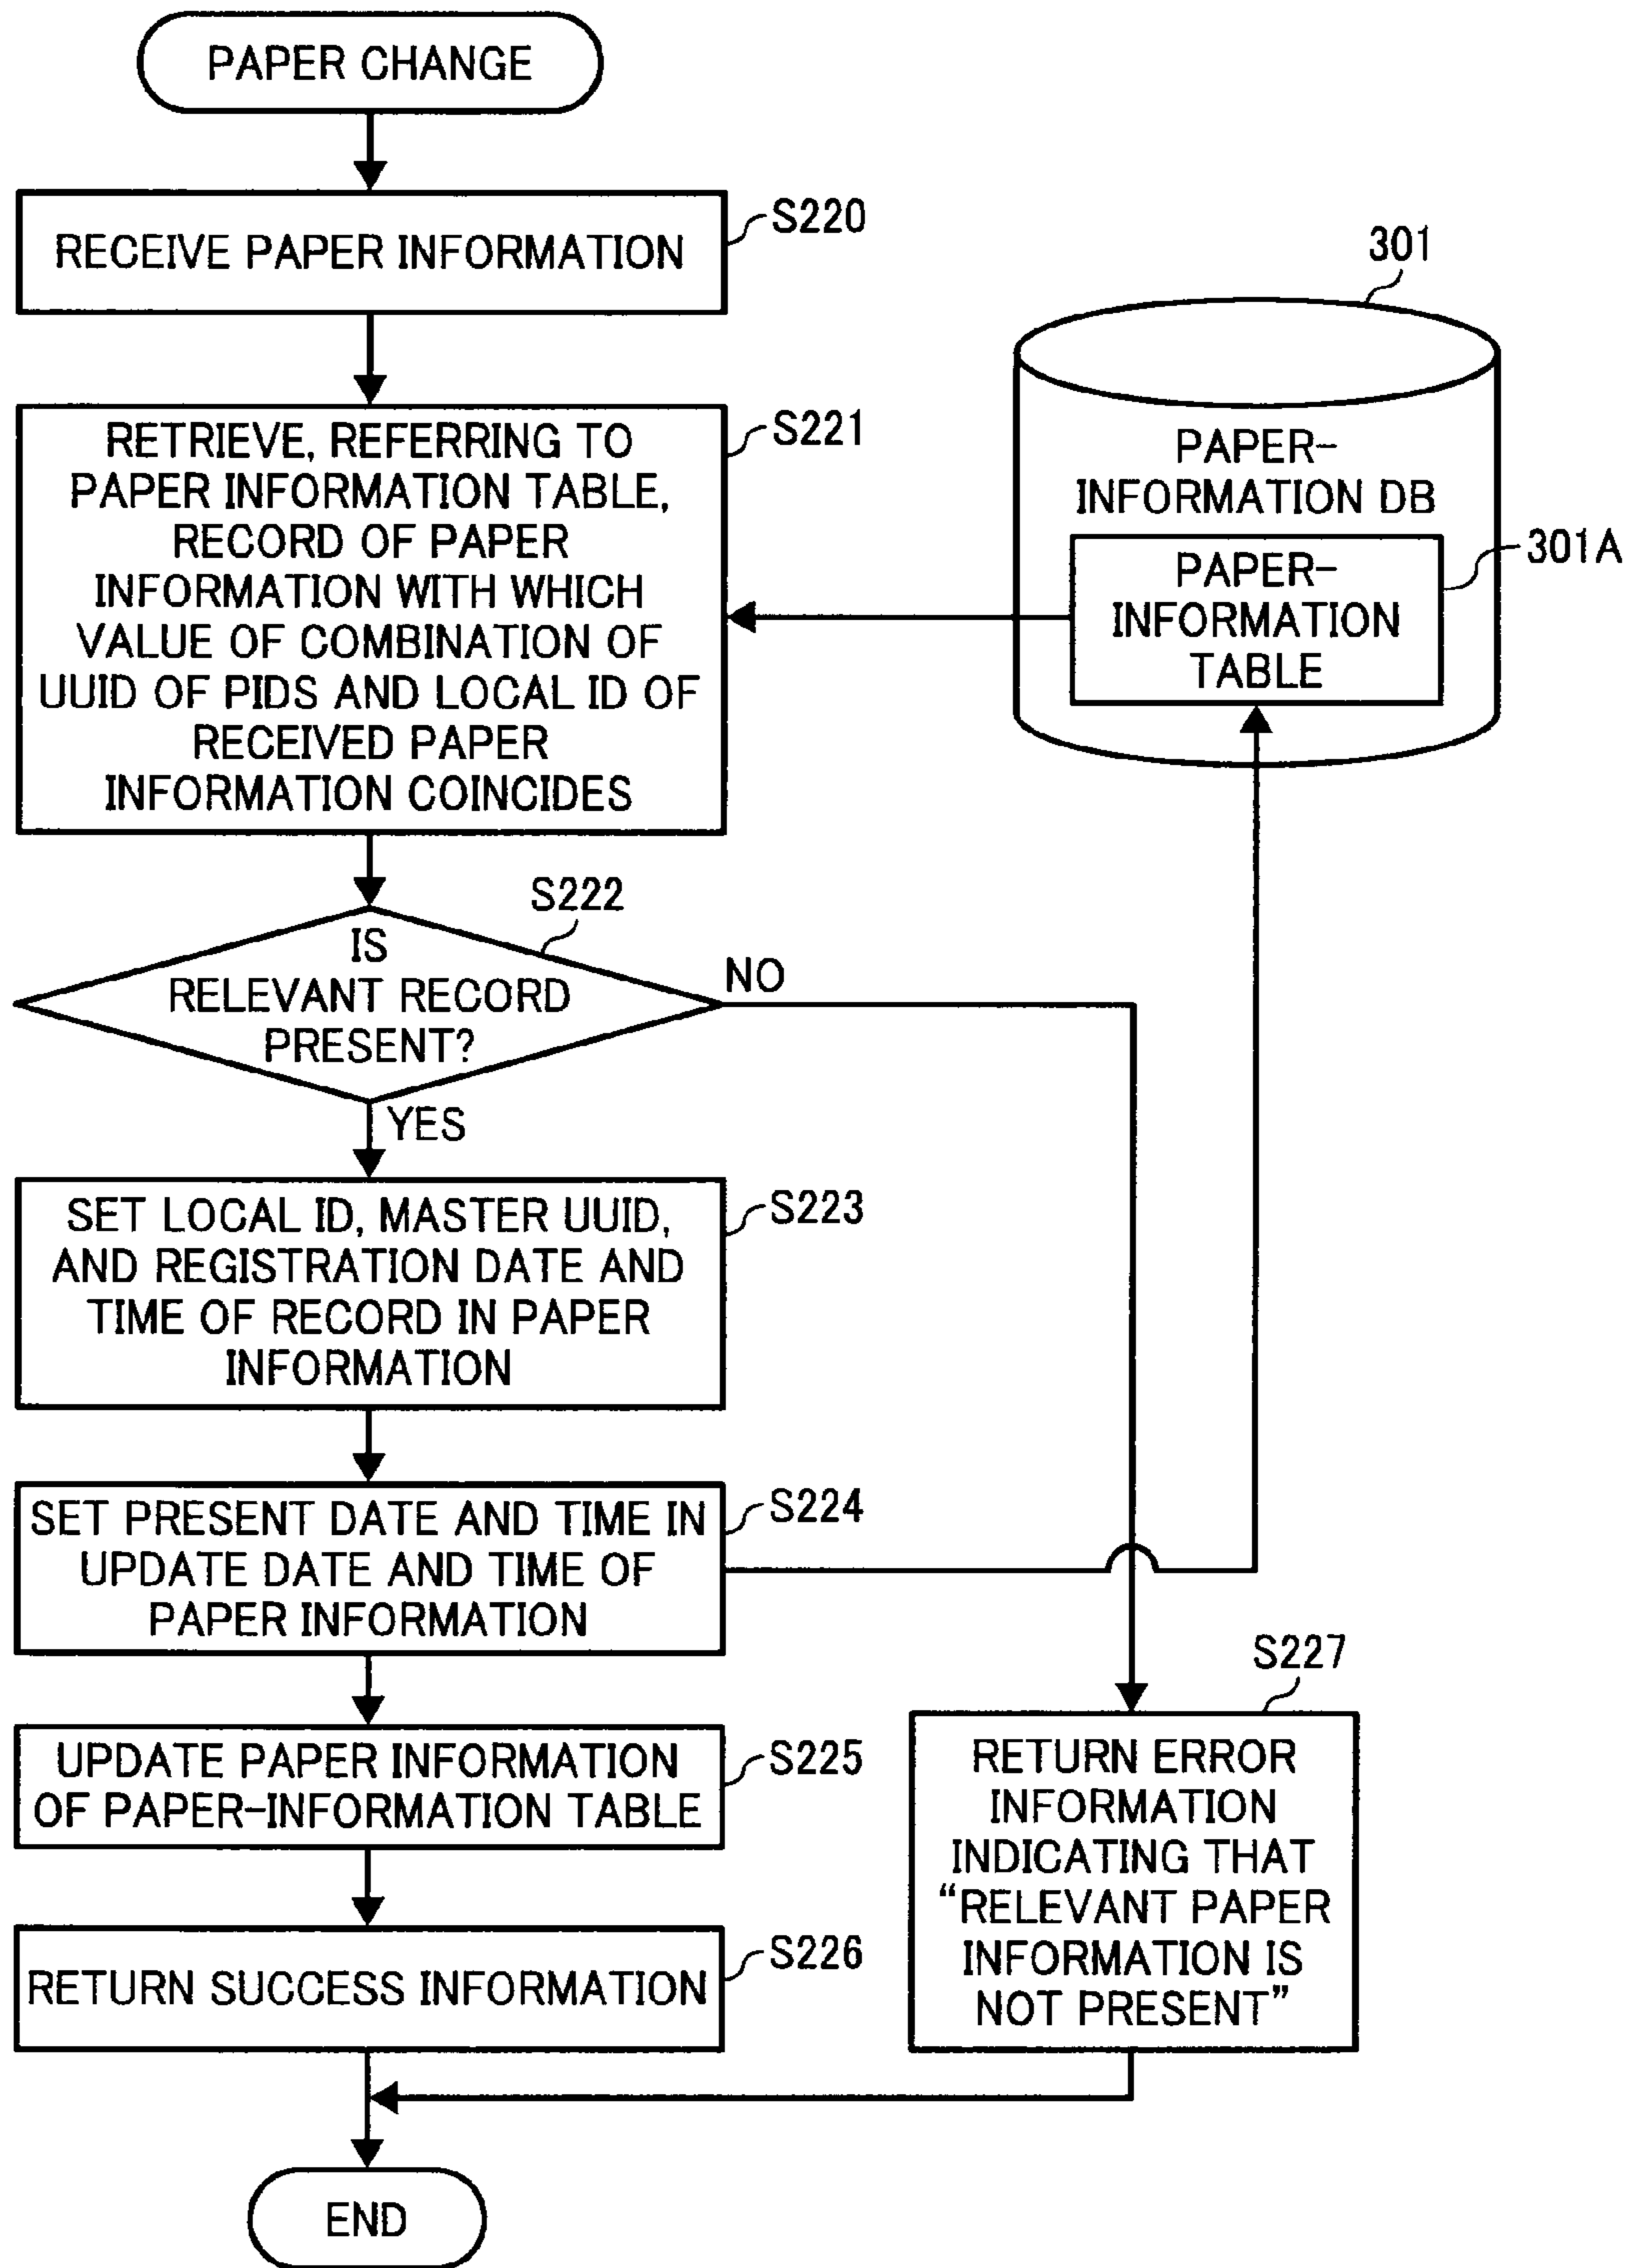 PAPER CHANGE
RECEIVE PAPER INFORMATION
S220
RETRIEVE, REFERRING TO
PAPER INFORMATION TABLE,
RECORD OF PAPER
INFORMATION WITH WHICH
VALUE OF COMBINATION OF
UUID OF PIDS AND LOCAL ID OF
RECEIVED PAPER
INFORMATION COINCIDES
S221
301
PAPER-
INFORMATION DB
PAPER-
INFORMATION
TABLE
301A
IS
RELEVANT RECORD
PRESENT?
S222
NO
YES
SET LOCAL ID, MASTER UUID,
AND REGISTRATION DATE AND
TIME OF RECORD IN PAPER
INFORMATION
S223
SET PRESENT DATE AND TIME IN
UPDATE DATE AND TIME OF
PAPER INFORMATION
S224
UPDATE PAPER INFORMATION
OF PAPER-INFORMATION TABLE
S225
RETURN SUCCESS INFORMATION
S226
S227
RETURN ERROR
INFORMATION
INDICATING THAT
“RELEVANT PAPER
INFORMATION IS
NOT PRESENT”
END